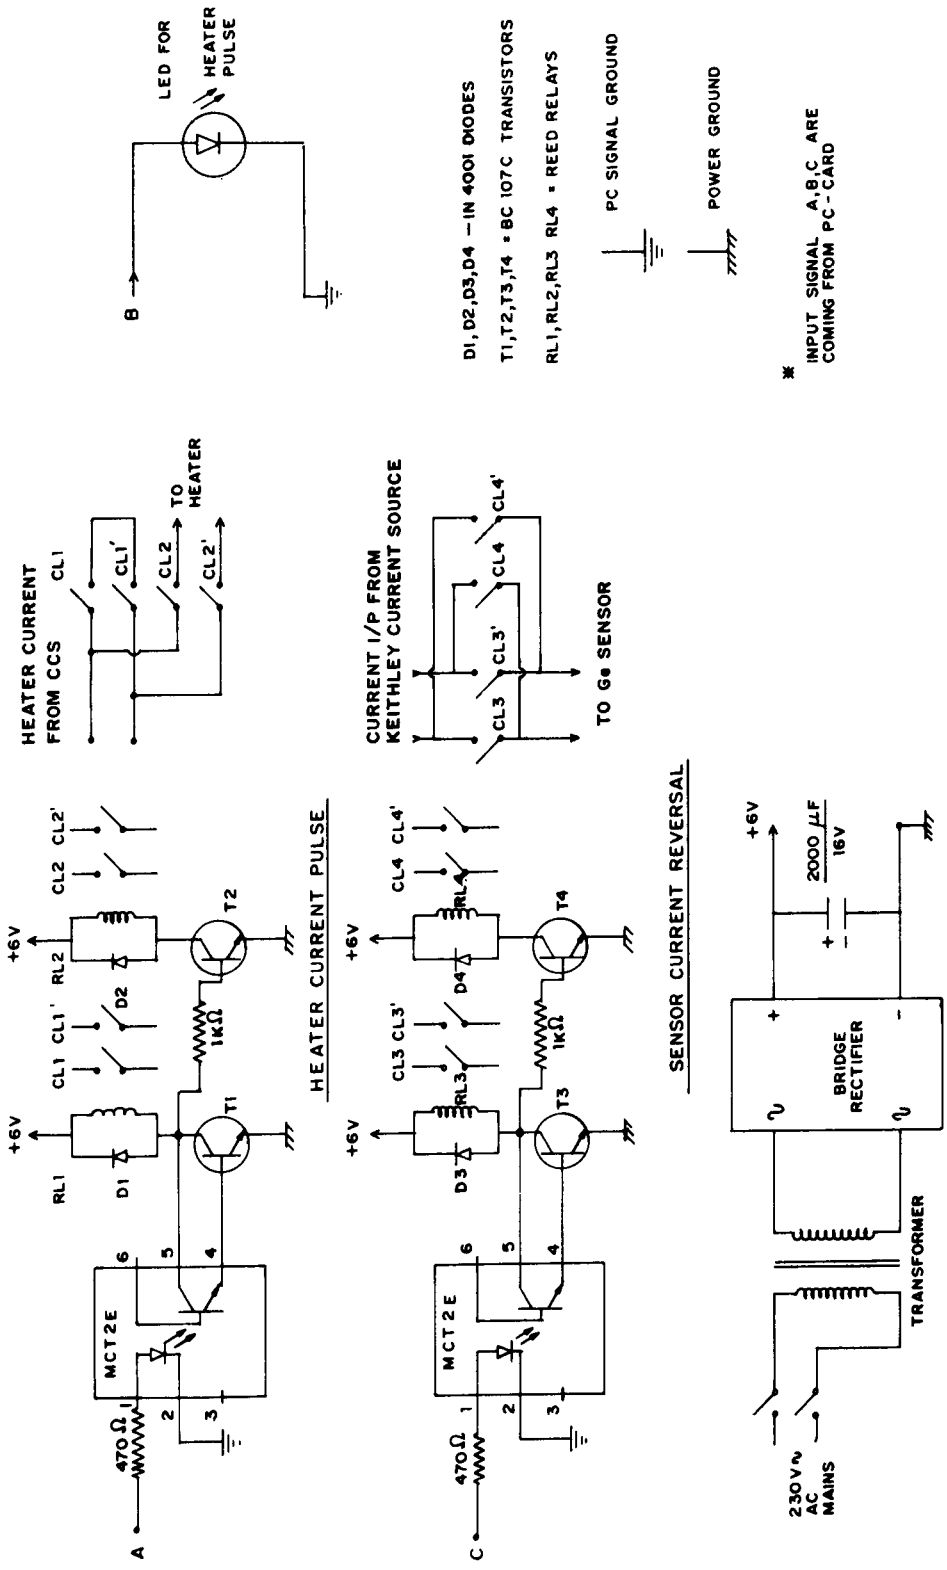 A
470Ω
1
2
3
MCT2E
6
5
4
+6V
RL1
D1
T1
CL1
CL1'
1KΩ
+6V
RL2
D2
T2
CL2
CL2'
HEATER CURRENT PULSE
HEATER CURRENT
FROM CCS
CL1
CL1'
CL2
CL2'
TO
HEATER
B
LED FOR
HEATER
PULSE
C
470Ω
1
2
3
MCT2E
6
5
4
+6V
RL3
D3
T3
CL3
CL3'
1KΩ
+6V
RL4
D4
T4
CL4
CL4'
SENSOR CURRENT REVERSAL
CURRENT I/P FROM
KEITHLEY CURRENT SOURCE
CL3
CL3'
CL4
CL4'
TO Ge SENSOR
D1,D2,D3,D4 - IN 4001 DIODES
T1,T2,T3,T4 = BC 107C TRANSISTORS
RL1,RL2,RL3 RL4 = REED RELAYS
PC SIGNAL GROUND
POWER GROUND
※
INPUT SIGNAL A,B,C ARE
COMING FROM PC-CARD
230V~
AC
MAINS
TRANSFORMER
~
~
BRIDGE
RECTIFIER
+
-
+
-
+6V
2000 μF
16V